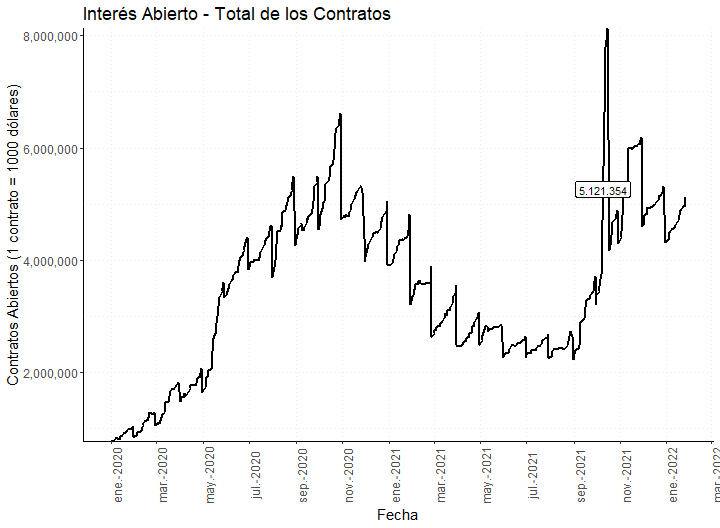 Interés Abierto - Total de los Contratos
Contratos Abiertos (1 contrato = 1000 dólares)
8,000,000
6,000,000
4,000,000
2,000,000
5.121.354
ene.-2020
mar.-2020
may.-2020
jul.-2020
sep.-2020
nov.-2020
ene.-2021
mar.-2021
may.-2021
jul.-2021
sep.-2021
nov.-2021
ene.-2022
mar.-2022
Fecha